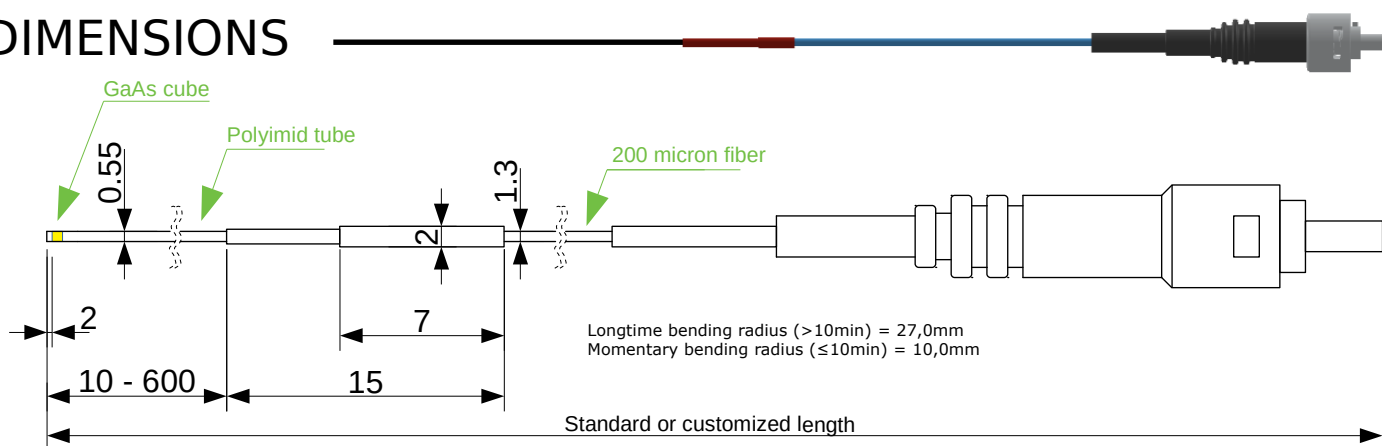 DIMENSIONS
GaAs cube
Polyimid tube
200 micron fiber
0.55
1.3
2
2
7
Longtime bending radius (>10min) = 27,0mm
Momentary bending radius (≤10min) = 10,0mm
10 - 600
15
Standard or customized length